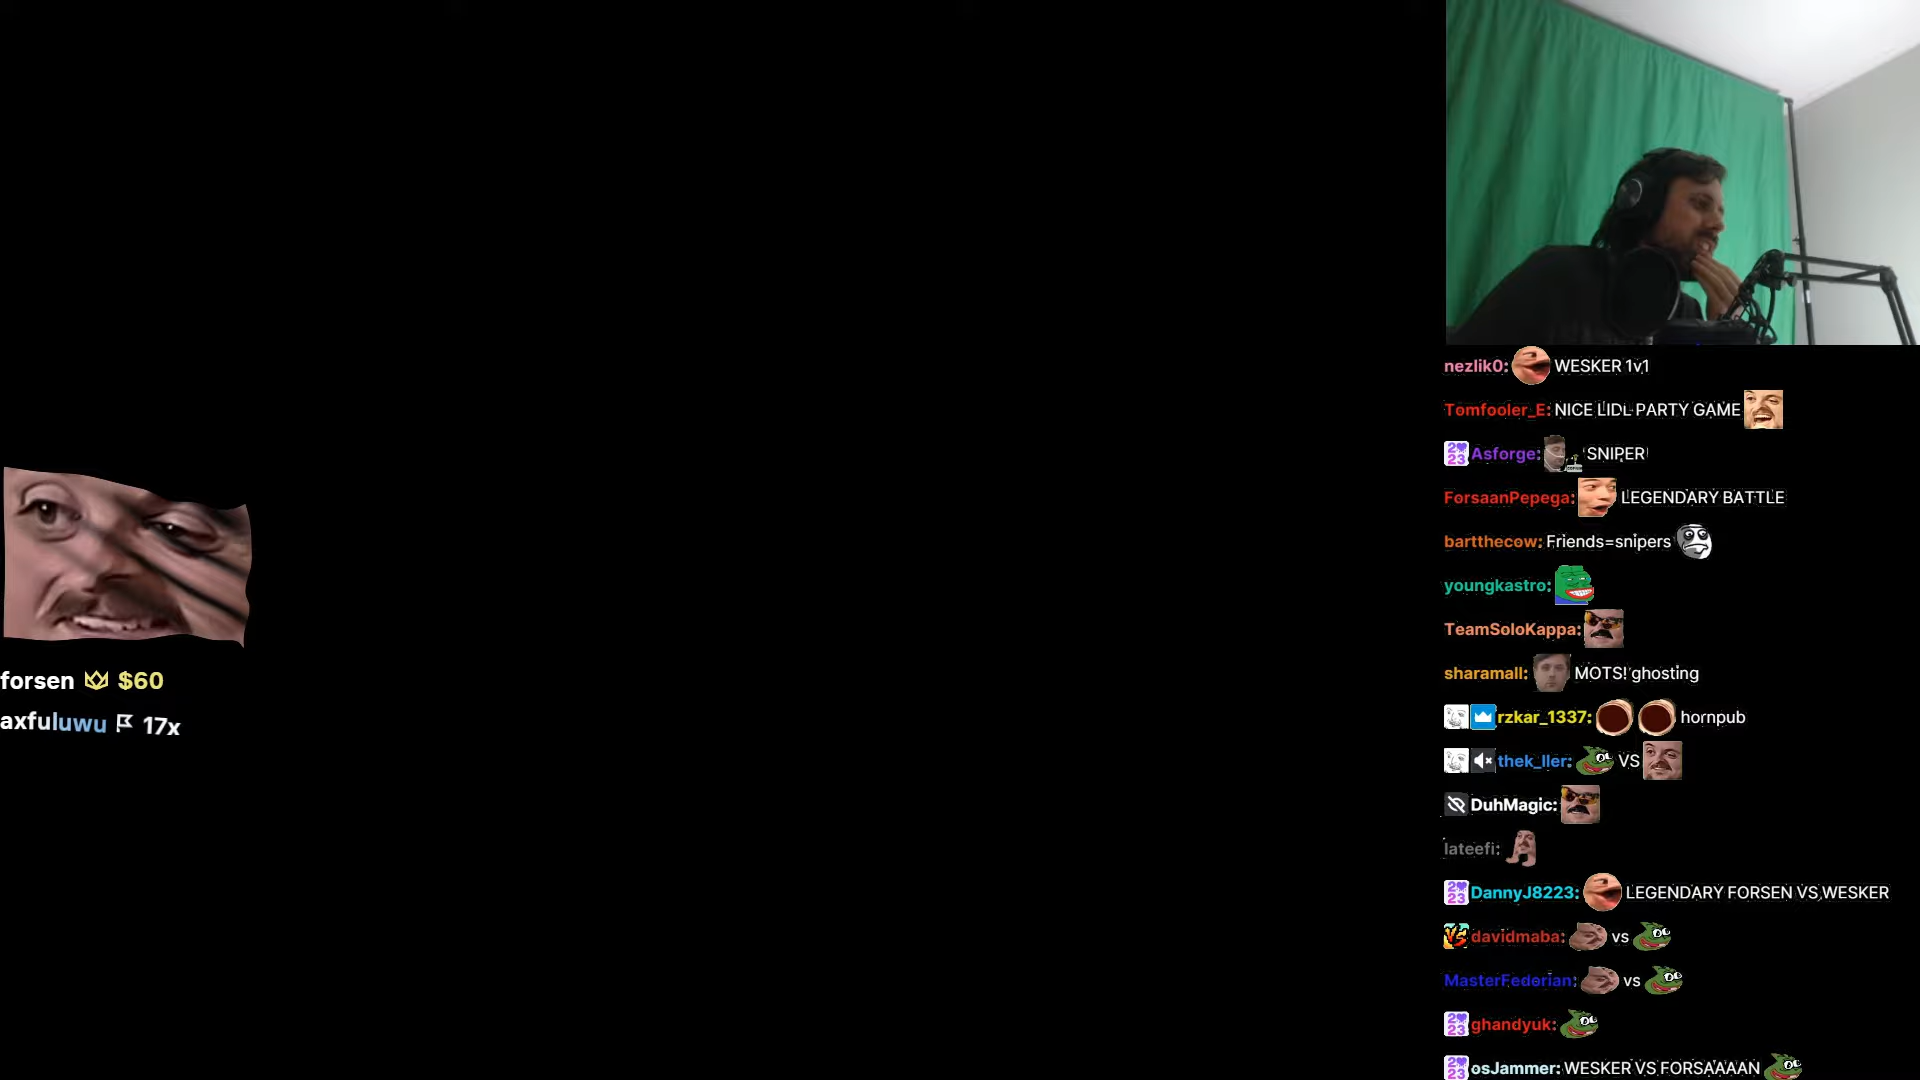 nezlik0: WESKER 1v1
Tomfooler_E: NICE LIDL PARTY GAME
Asforge: SNIPER
ForsaanPepega: LEGENDARY BATTLE
bartthecow: Friends=snipers
youngkastro:
TeamSoloKappa:
sharamall: MOTS! ghosting
forsen $60
rzkar_1337: hornpub
axfuluwu 17x
thek_ller: VS
DuhMagic:
lateefi:
DannyJ8223: LEGENDARY FORSEN VS WESKER
davidmaba: vs
MasterFederian: vs
ghandyuk:
osJammer: WESKER VS FORSAAAAN